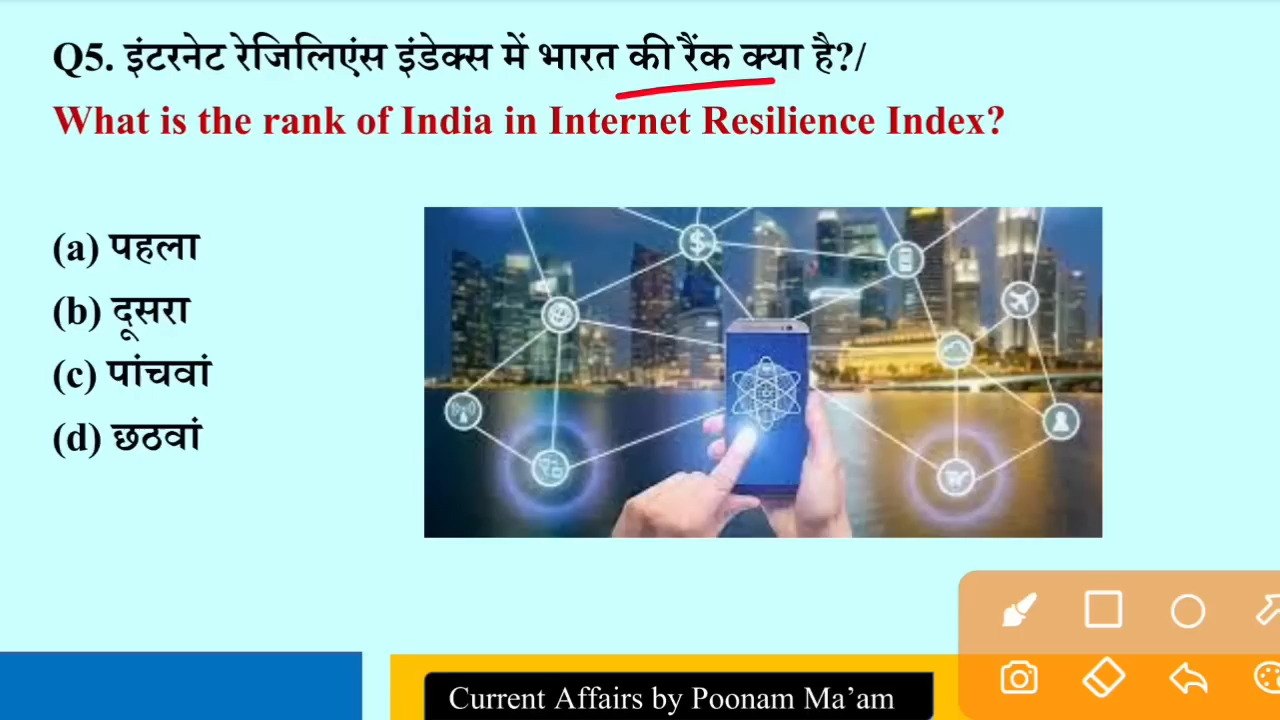 Q5. इंटरनेट रेजिलिएंस इंडेक्स में भारत की रैंक क्या है?/
What is the rank of India in Internet Resilience Index?
(a) पहला
(b) दूसरा
(c) पांचवां
(d) छठवां
Current Affairs by Poonam Ma’am